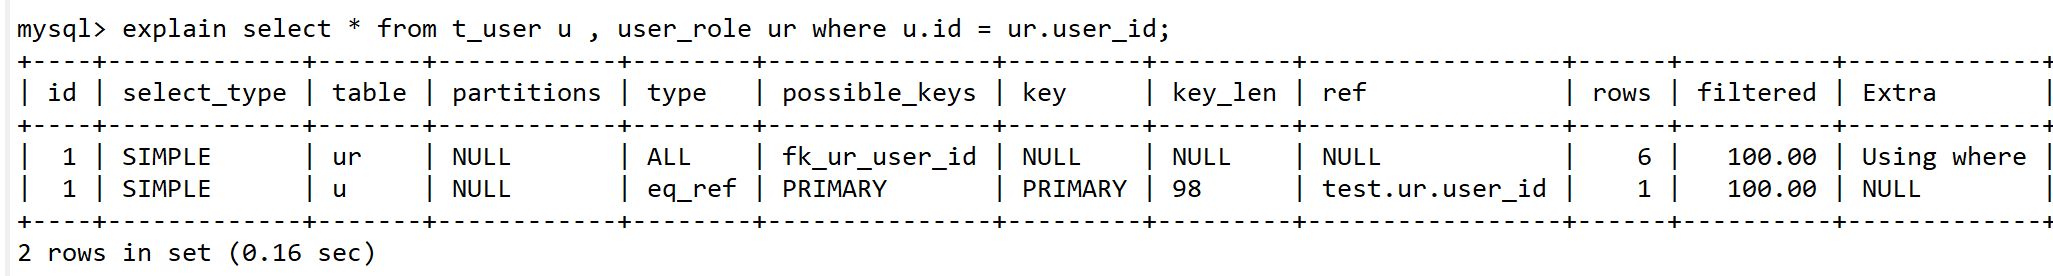 mysql> explain select * from t_user u , user_role ur where u.id = ur.user_id;
+----+-------------+-------+------------+--------+---------------+---------+---------+-----------------+------+----------+-------------+
| id | select_type | table | partitions | type   | possible_keys | key     | key_len | ref             | rows | filtered | Extra       |
+----+-------------+-------+------------+--------+---------------+---------+---------+-----------------+------+----------+-------------+
|  1 | SIMPLE      | ur    | NULL       | ALL    | fk_ur_user_id | NULL    | NULL    | NULL            |    6 |   100.00 | Using where |
|  1 | SIMPLE      | u     | NULL       | eq_ref | PRIMARY       | PRIMARY | 98      | test.ur.user_id |    1 |   100.00 | NULL        |
+----+-------------+-------+------------+--------+---------------+---------+---------+-----------------+------+----------+-------------+
2 rows in set (0.16 sec)